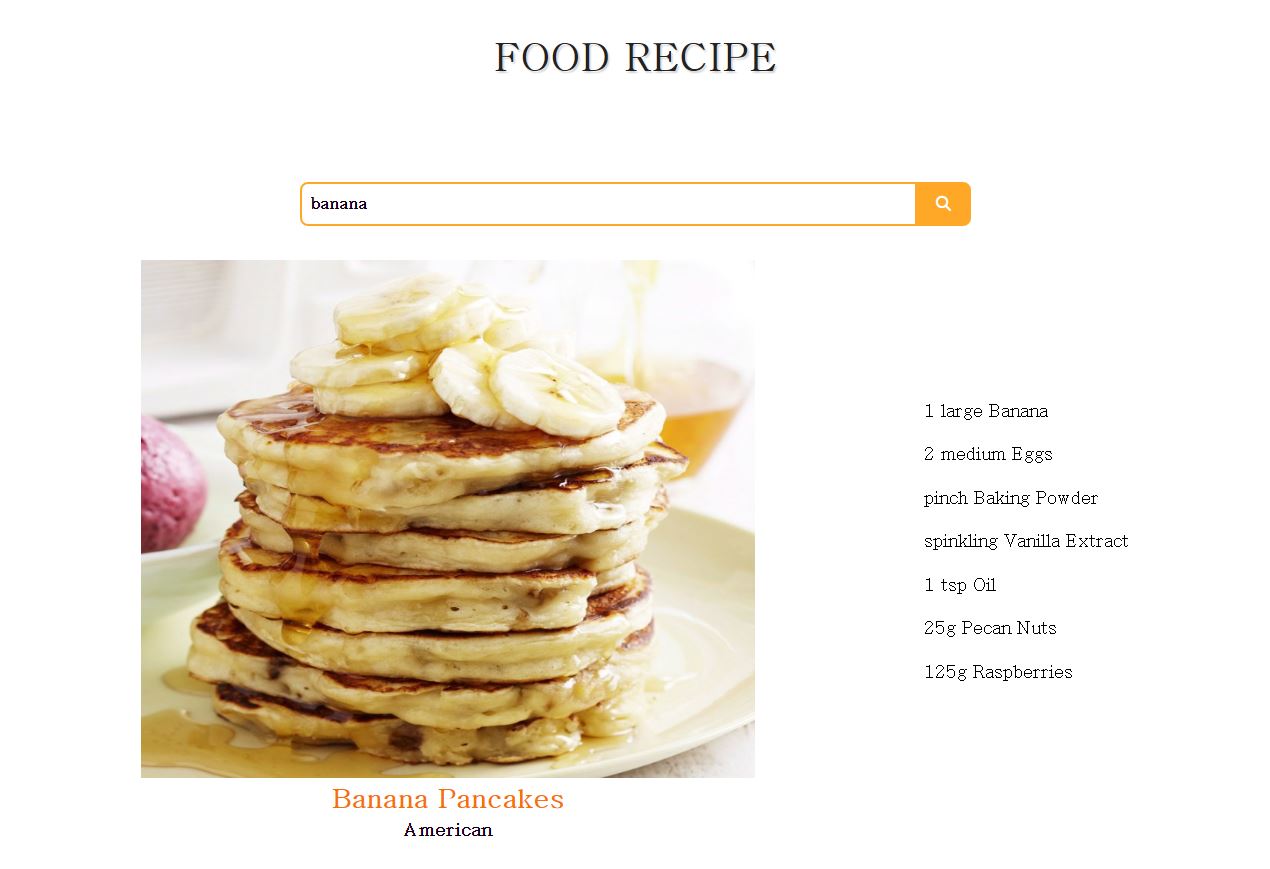 FOOD RECIPE
banana
1 large Banana
2 medium Eggs
pinch Baking Powder
spinkling Vanilla Extract
1 tsp Oil
25g Pecan Nuts
125g Raspberries
Banana Pancakes
American